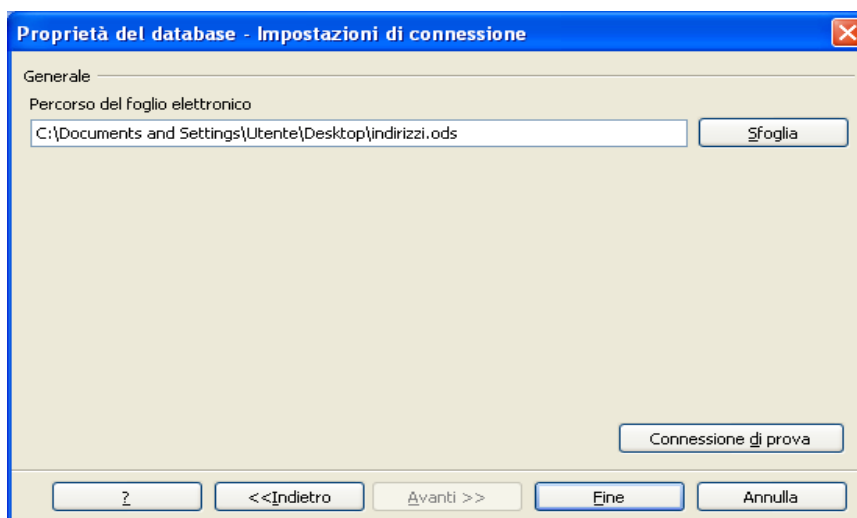 Proprietà del database - Impostazioni di connessione
Generale
Percorso del foglio elettronico
C:\Documents and Settings\Utente\Desktop\indirizzi.ods
Sfoglia
Connessione di prova
?
<<Indietro
Avanti >>
Fine
Annulla